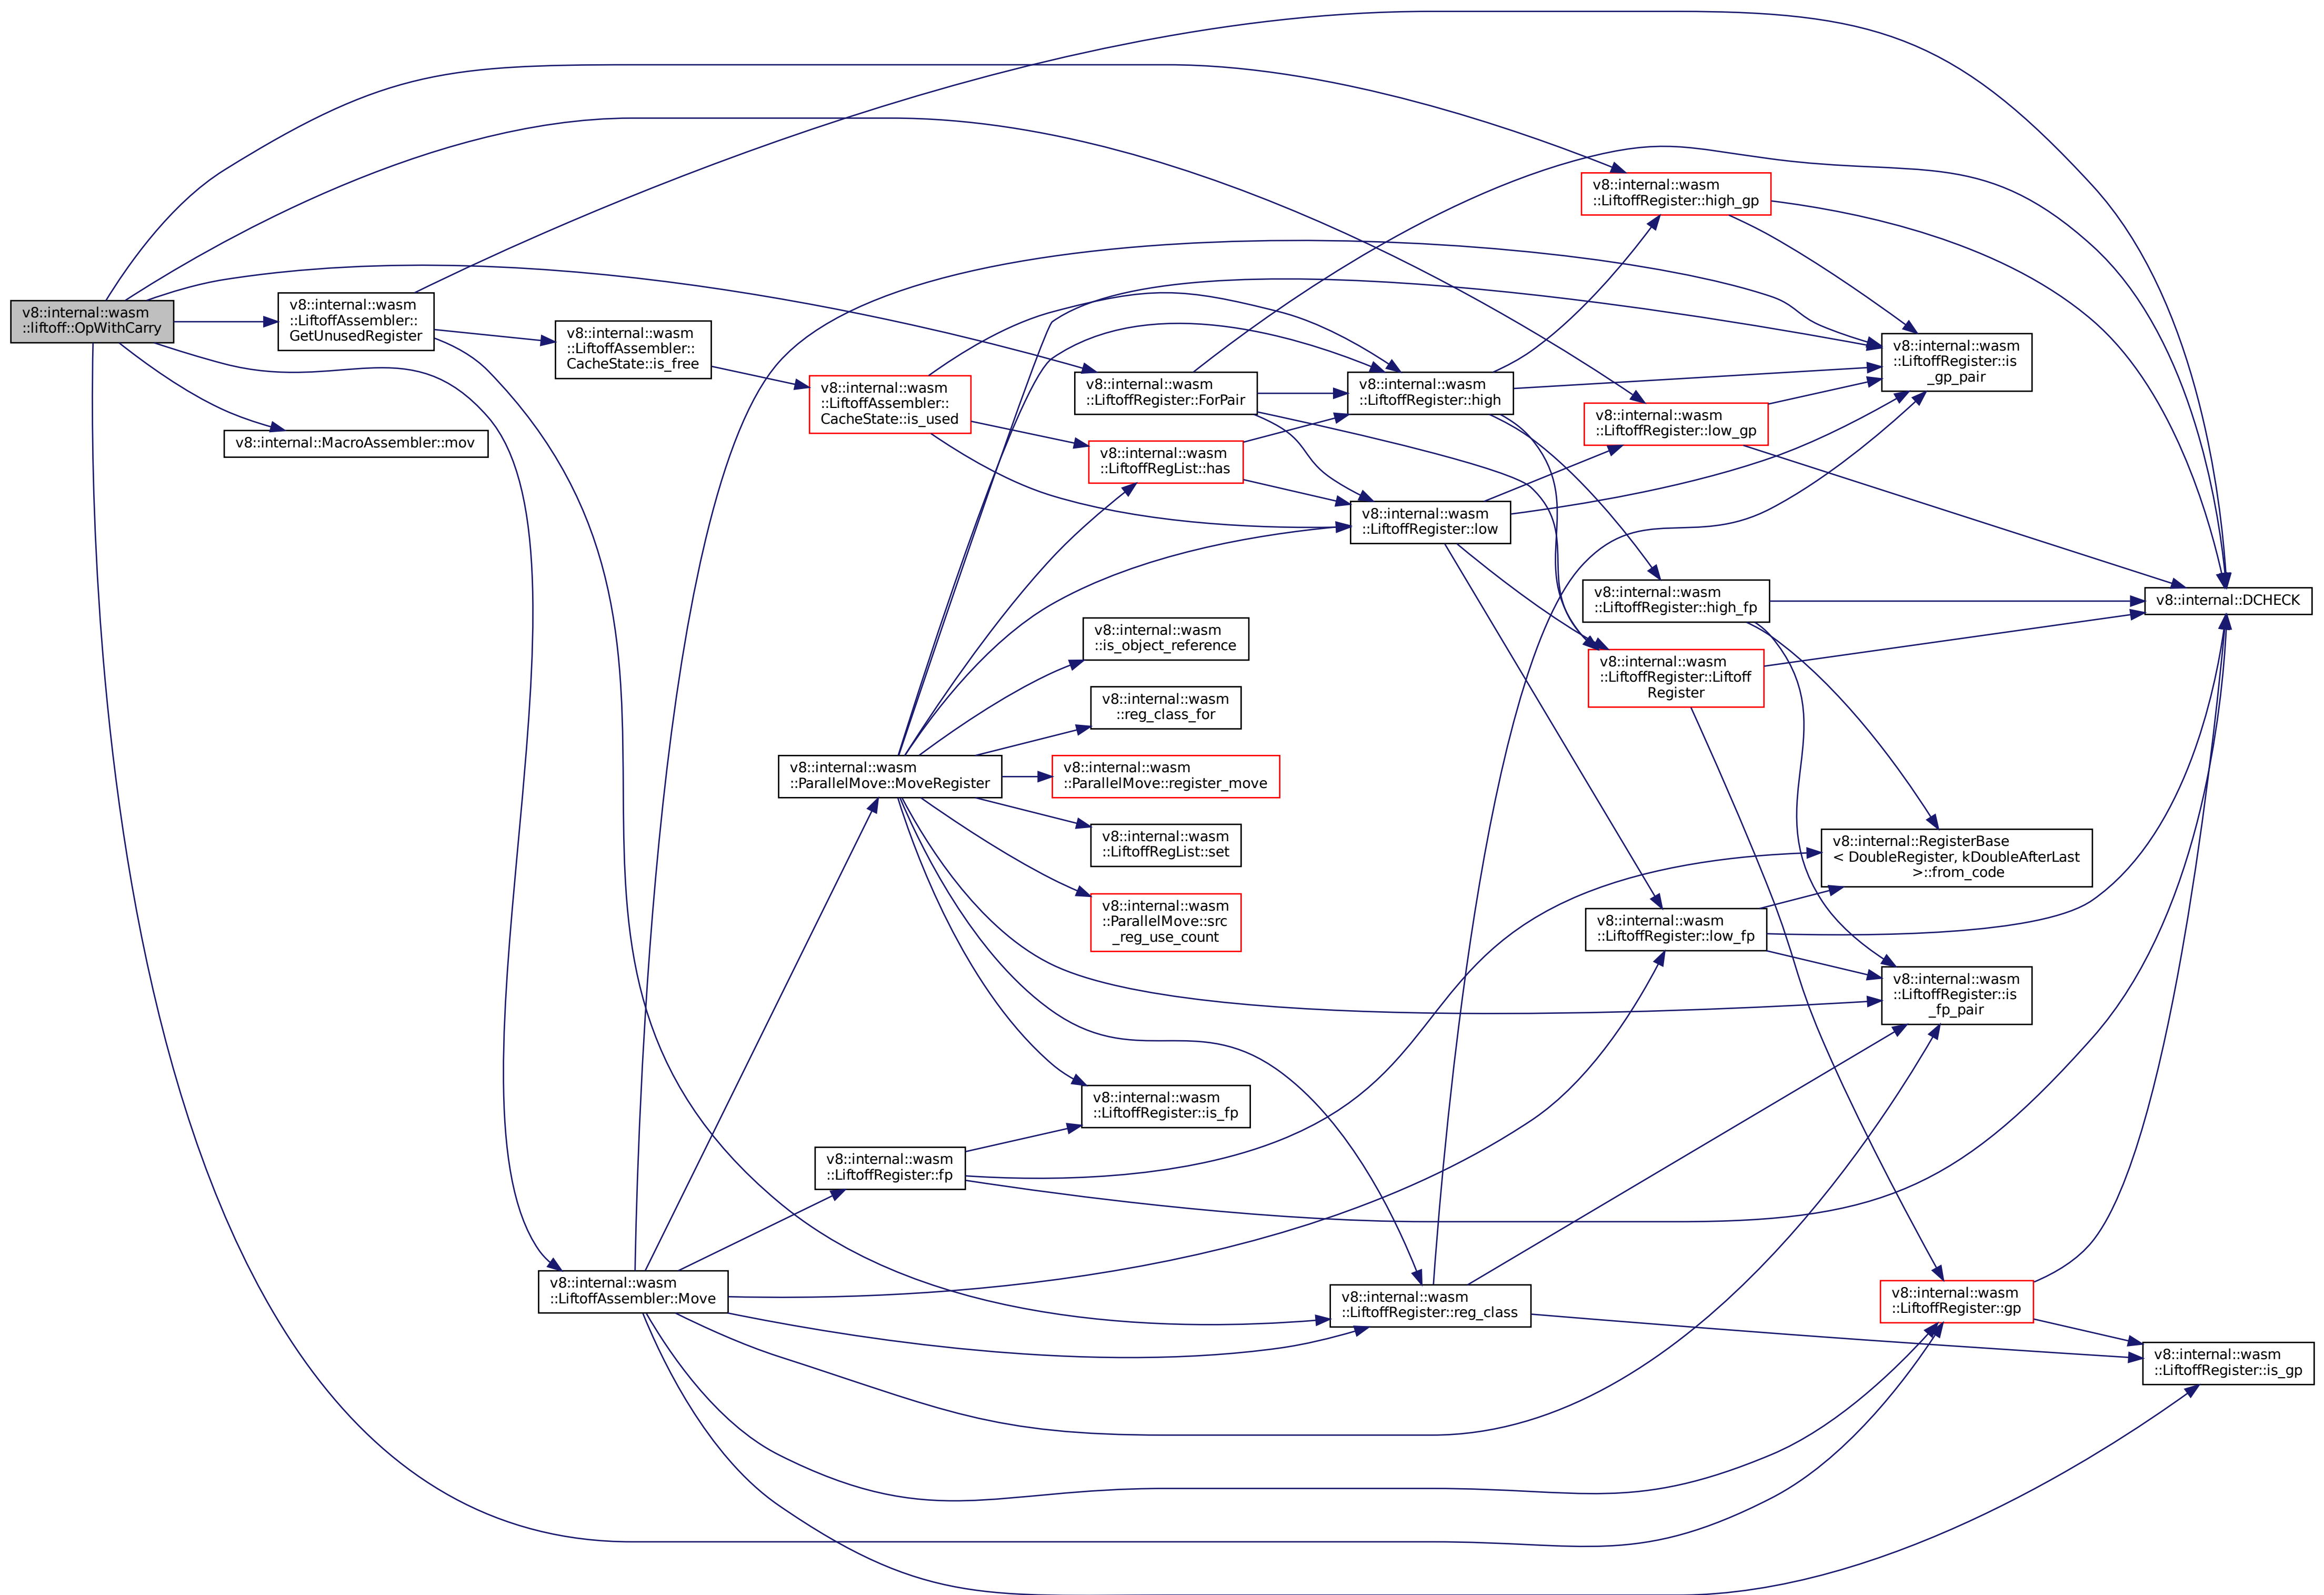 v8::internal::wasm
::liftoff::OpWithCarry
v8::internal::wasm
::LiftoffAssembler::
GetUnusedRegister
v8::internal::MacroAssembler::mov
v8::internal::wasm
::LiftoffAssembler::
CacheState::is_free
v8::internal::wasm
::LiftoffAssembler::Move
v8::internal::wasm
::LiftoffAssembler::
CacheState::is_used
v8::internal::wasm
::ParallelMove::MoveRegister
v8::internal::wasm
::LiftoffRegister::fp
v8::internal::wasm
::LiftoffRegister::ForPair
v8::internal::wasm
::LiftoffRegList::has
v8::internal::wasm
::is_object_reference
v8::internal::wasm
::reg_class_for
v8::internal::wasm
::ParallelMove::register_move
v8::internal::wasm
::LiftoffRegList::set
v8::internal::wasm
::ParallelMove::src
_reg_use_count
v8::internal::wasm
::LiftoffRegister::is_fp
v8::internal::wasm
::LiftoffRegister::high
v8::internal::wasm
::LiftoffRegister::low
v8::internal::wasm
::LiftoffRegister::reg_class
v8::internal::wasm
::LiftoffRegister::high_gp
v8::internal::wasm
::LiftoffRegister::low_gp
v8::internal::wasm
::LiftoffRegister::high_fp
v8::internal::wasm
::LiftoffRegister::Liftoff
Register
v8::internal::wasm
::LiftoffRegister::low_fp
v8::internal::wasm
::LiftoffRegister::is
_gp_pair
v8::internal::RegisterBase
< DoubleRegister, kDoubleAfterLast
>::from_code
v8::internal::wasm
::LiftoffRegister::is
_fp_pair
v8::internal::wasm
::LiftoffRegister::gp
v8::internal::DCHECK
v8::internal::wasm
::LiftoffRegister::is_gp